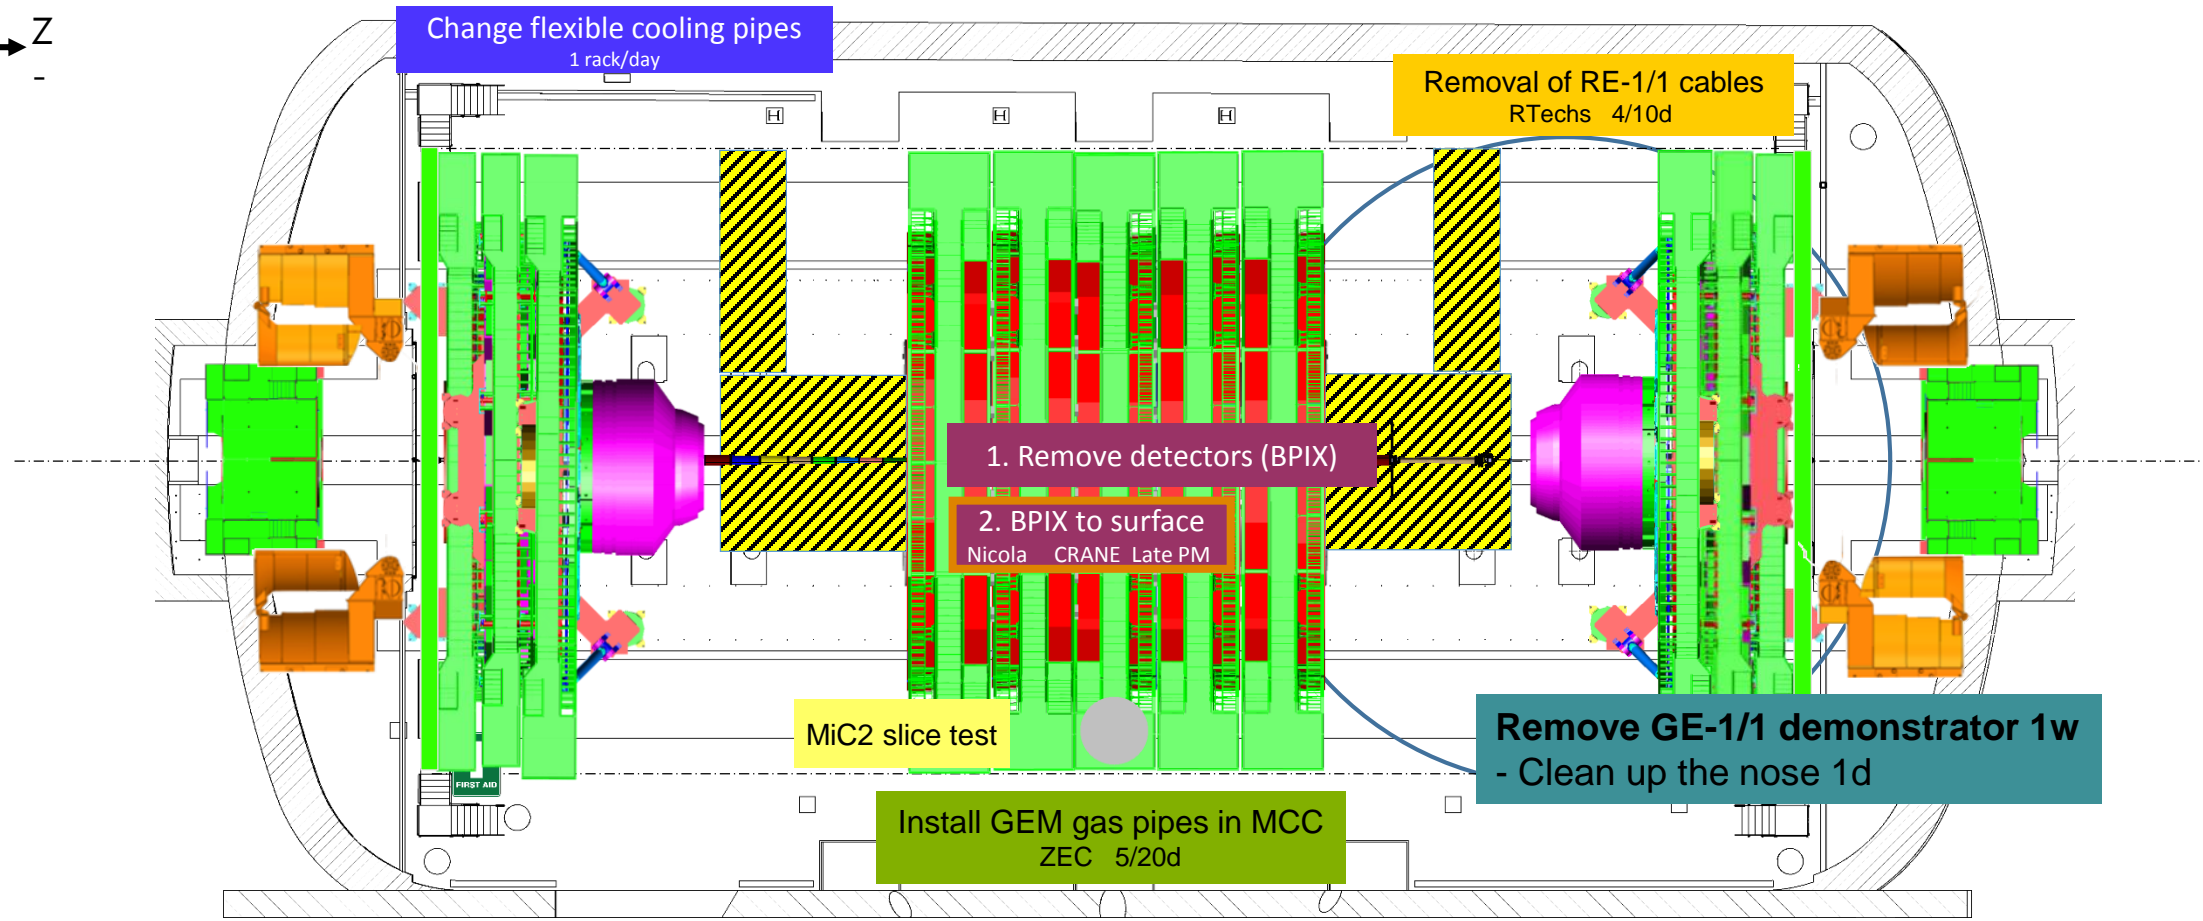 Z
-
Change flexible cooling pipes
1 rack/day
Removal of RE-1/1 cables
RTechs 4/10d
H
H
H
1. Remove detectors (BPIX)
2. BPIX to surface
Nicola CRANE Late PM
MiC2 slice test
Remove GE-1/1 demonstrator 1w
- Clean up the nose 1d
FIRST AID
Install GEM gas pipes in MCC
ZEC 5/20d